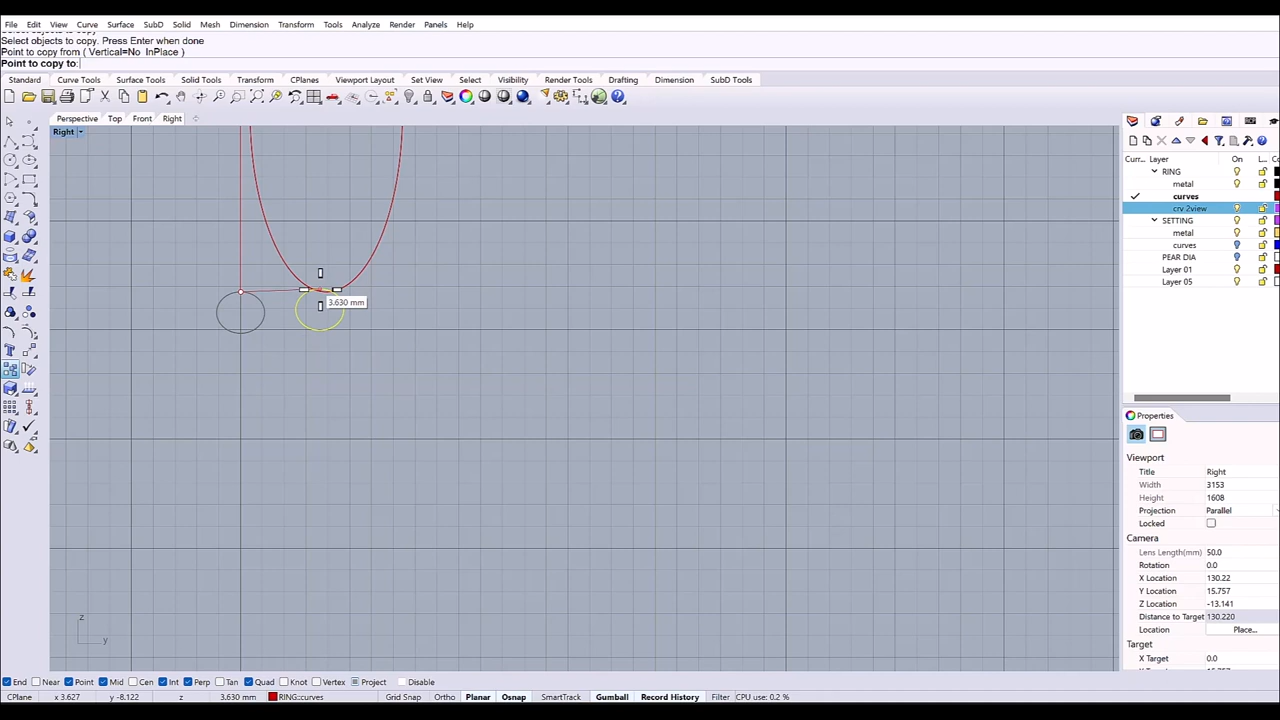 File Edit View Curve Surface SubD Solid Mesh Dimension Transform Tools Analyze Render Panels Help
Select objects to copy. Press Enter when done
Point to copy from ( Vertical=No InPlace )
Point to copy to:
Standard Curve Tools Surface Tools Solid Tools Transform CPlanes Viewport Layout Set View Select Visibility Render Tools Drafting Dimension SubD Tools
Perspective Top Front Right
Right
3.630 mm
z
y
Curr... Layer On L...
RING
metal
curves
crv 2view
SETTING
metal
curves
PEAR DIA
Layer 01
Layer 05
Properties
Viewport
Title Right
Width 3153
Height 1608
Projection Parallel
Locked
Camera
Lens Length(mm) 50.0
Rotation 0.0
X Location 130.22
Y Location 15.757
Z Location -13.141
Distance to Target 130.220
Location Place...
Target
X Target 0.0
End Near Point Mid Cen Int Perp Tan Quad Knot Vertex Project Disable
CPlane x 3.627 y -8.122 z 3.630 mm RING::curves Grid Snap Ortho Planar Osnap SmartTrack Gumball Record History Filter CPU use: 0.2 %